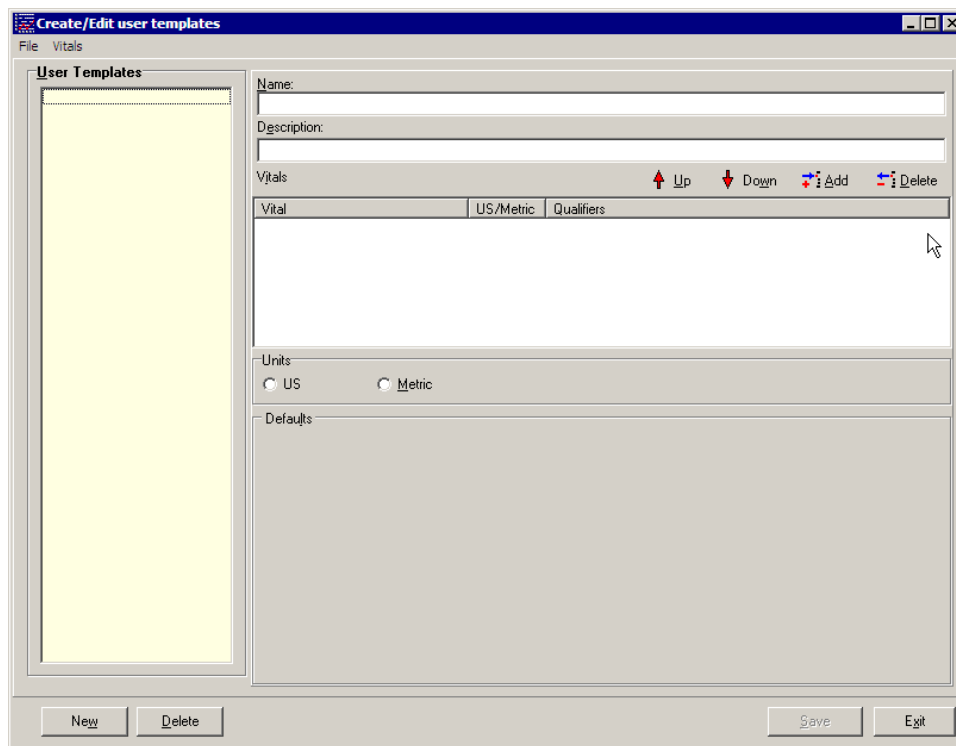 Create/Edit user templates
File Vitals
User Templates
Name:
Description:
Vitals Up Down Add Delete
Vital US/Metric Qualifiers
Units
US Metric
Defaults
New Delete Save Exit